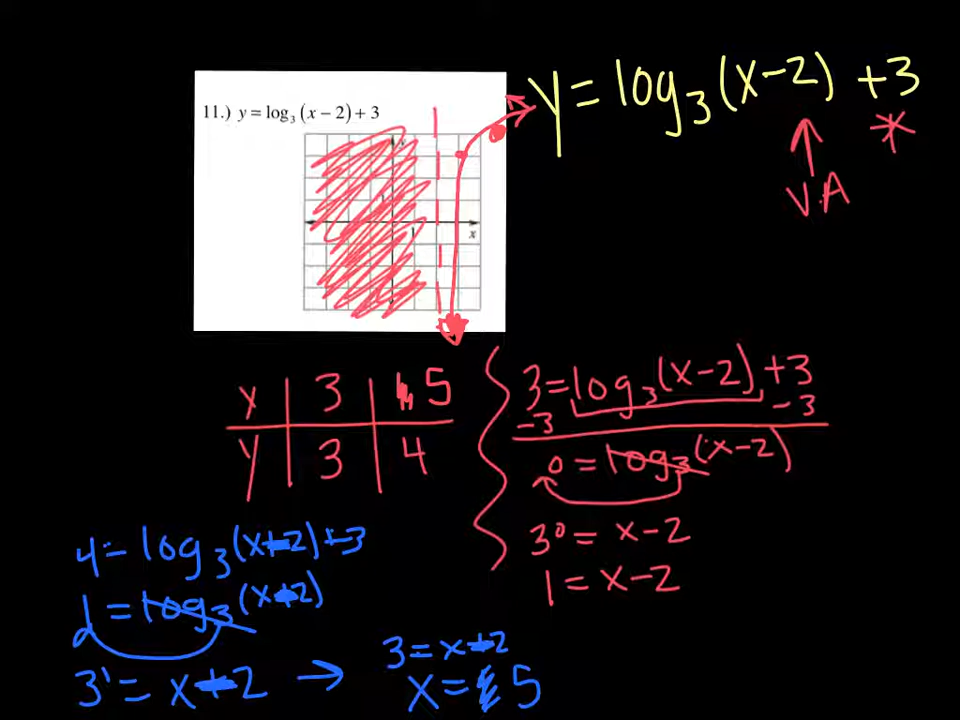 y = log₃(x-2) +3
11.) y = log₃ (x − 2) + 3
*
V.A
y
1
x
x | 3 | 5
y | 3 | 4
3 = log₃(x-2) +3
-3 -3
0 = log₃(x-2)
3⁰ = x-2
1 = x-2
4 = log₃(x-2)+3
1 = log₃(x-2)
3¹ = x-2 →
3 = x-2
x = 5